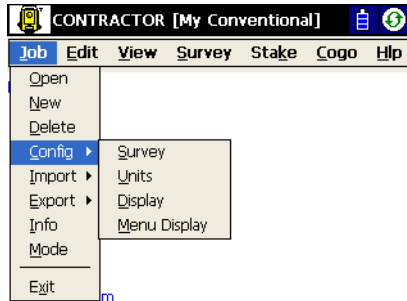 CONTRACTOR [My Conventional]
Job Edit View Survey Stake Cogo Hlp
Open
New
Delete
Config
Survey
Import
Units
Export
Display
Info
Menu Display
Mode
Exit
m